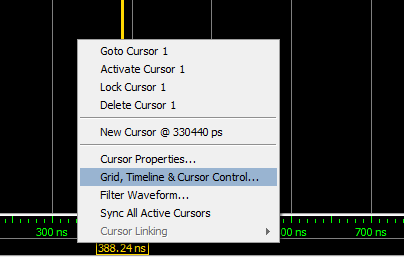 Goto Cursor 1
Activate Cursor 1
Lock Cursor 1
Delete Cursor 1
New Cursor @ 330440 ps
Cursor Properties...
Grid, Timeline & Cursor Control...
Filter Waveform...
Sync All Active Cursors
Cursor Linking
300 ns 00 ns 700 ns
388.24 ns